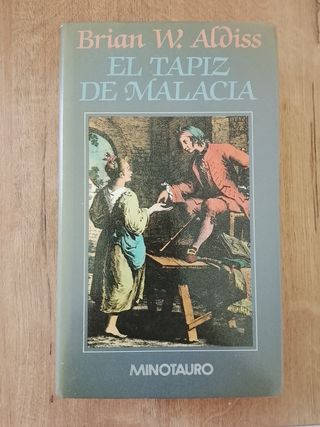 Brian W. Aldiss
EL TAPIZ
DE MALACIA
MINOTAURO